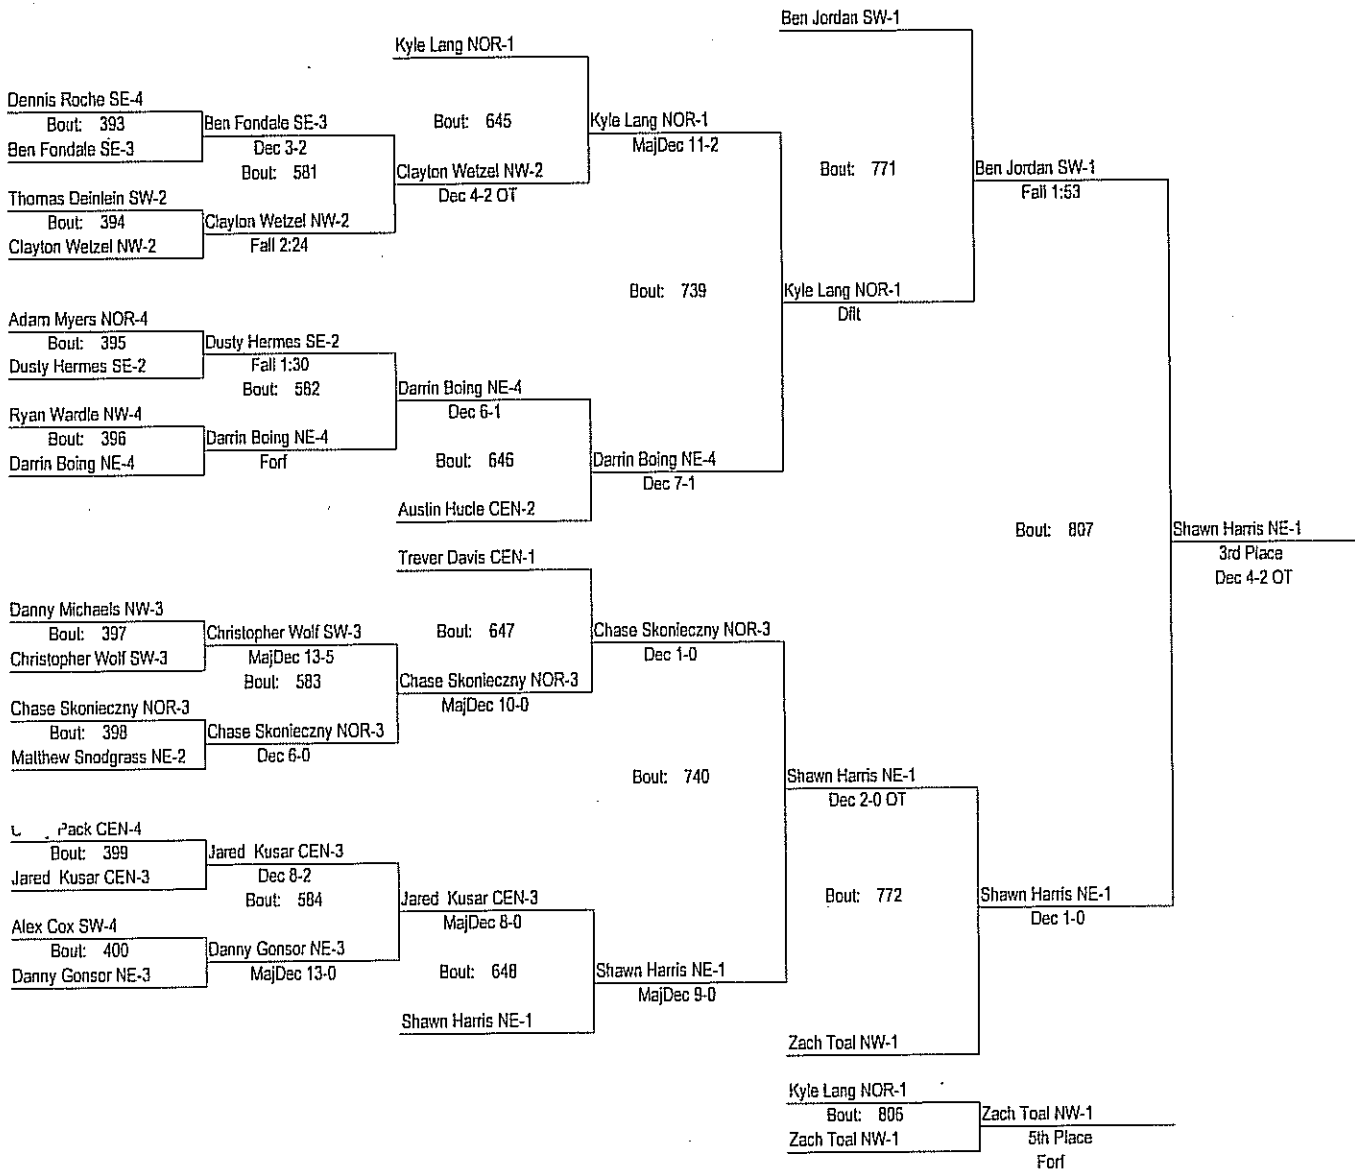 Ben Jordan SW-1
Kyle Lang NOR-1
Dennis Roche SE-4
Bout: 393
Ben Fondale SE-3
Ben Fondale SE-3
Dec 3-2
Bout: 581
Thomas Deinlein SW-2
Bout: 394
Clayton Wetzel NW-2
Clayton Wetzel NW-2
Fall 2:24
Bout: 645
Clayton Wetzel NW-2
Dec 4-2 OT
Kyle Lang NOR-1
MajDec 11-2
Bout: 771
Ben Jordan SW-1
Fall 1:53
Bout: 739
Kyle Lang NOR-1
Dflt
Adam Myers NOR-4
Bout: 395
Dusty Hermes SE-2
Dusty Hermes SE-2
Fall 1:30
Bout: 582
Ryan Wardle NW-4
Bout: 396
Darrin Boing NE-4
Darrin Boing NE-4
Forf
Darrin Boing NE-4
Dec 6-1
Bout: 646
Austin Hucle CEN-2
Darrin Boing NE-4
Dec 7-1
Bout: 807
Shawn Harris NE-1
3rd Place
Dec 4-2 OT
Trever Davis CEN-1
Danny Michaels NW-3
Bout: 397
Christopher Wolf SW-3
Christopher Wolf SW-3
MajDec 13-5
Bout: 583
Chase Skonieczny NOR-3
Bout: 398
Matthew Snodgrass NE-2
Chase Skonieczny NOR-3
Dec 6-0
Bout: 647
Chase Skonieczny NOR-3
MajDec 10-0
Chase Skonieczny NOR-3
Dec 1-0
Bout: 740
Shawn Harris NE-1
Dec 2-0 OT
Pack CEN-4
Bout: 399
Jared Kusar CEN-3
Jared Kusar CEN-3
Dec 8-2
Bout: 584
Alex Cox SW-4
Bout: 400
Danny Gonsor NE-3
Danny Gonsor NE-3
MajDec 13-0
Jared Kusar CEN-3
MajDec 8-0
Bout: 648
Shawn Harris NE-1
Shawn Harris NE-1
MajDec 9-0
Bout: 772
Shawn Harris NE-1
Dec 1-0
Zach Toal NW-1
Kyle Lang NOR-1
Bout: 806
Zach Toal NW-1
Zach Toal NW-1
5th Place
Forf